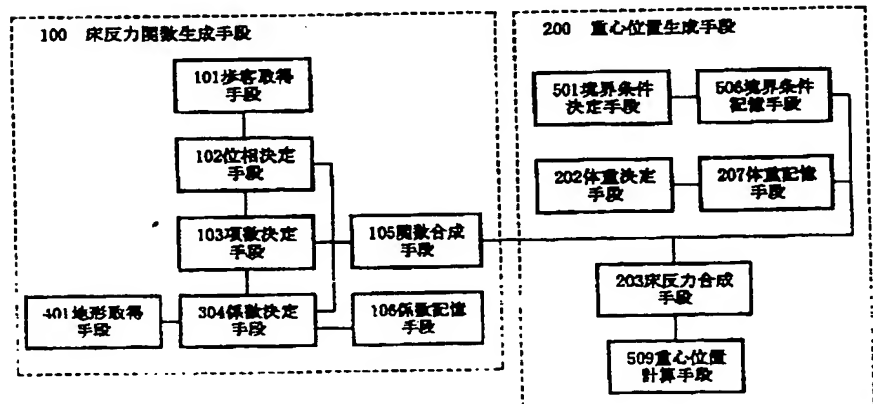 100 床反力関数生成手段
101歩容取得
手段
102位相決定
手段
103項数決定
手段
105関数合成
手段
401地形取得
手段
304係数決定
手段
106係数記憶
手段
200 重心位置生成手段
501境界条件
決定手段
506境界条件
記憶手段
202体重決定
手段
207体重記憶
手段
203床反力合成
手段
509重心位置
計算手段